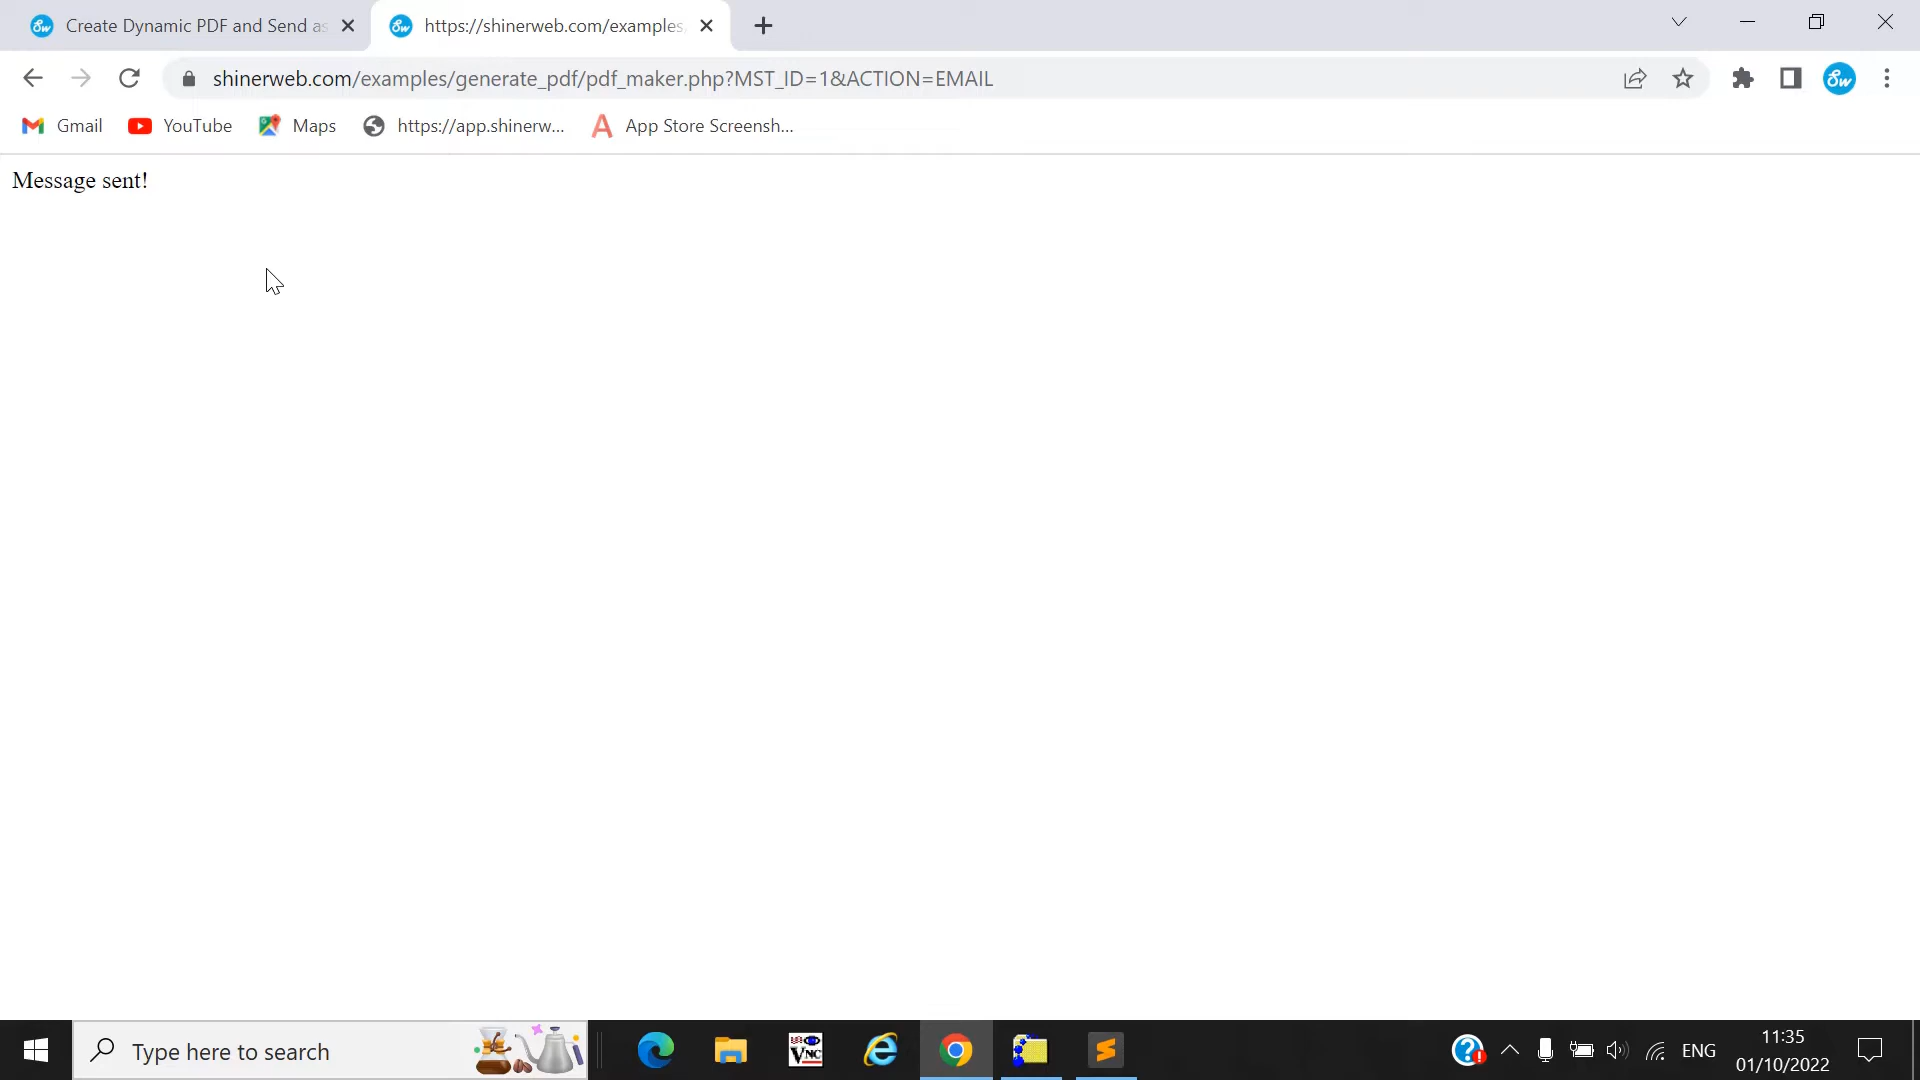 Create Dynamic PDF and Send as
https://shinerweb.com/examples
shinerweb.com/examples/generate_pdf/pdf_maker.php?MST_ID=1&ACTION=EMAIL
Gmail
YouTube
Maps
https://app.shinerw...
App Store Screensh...
Message sent!
Type here to search
VNC
ENG
11:35
01/10/2022